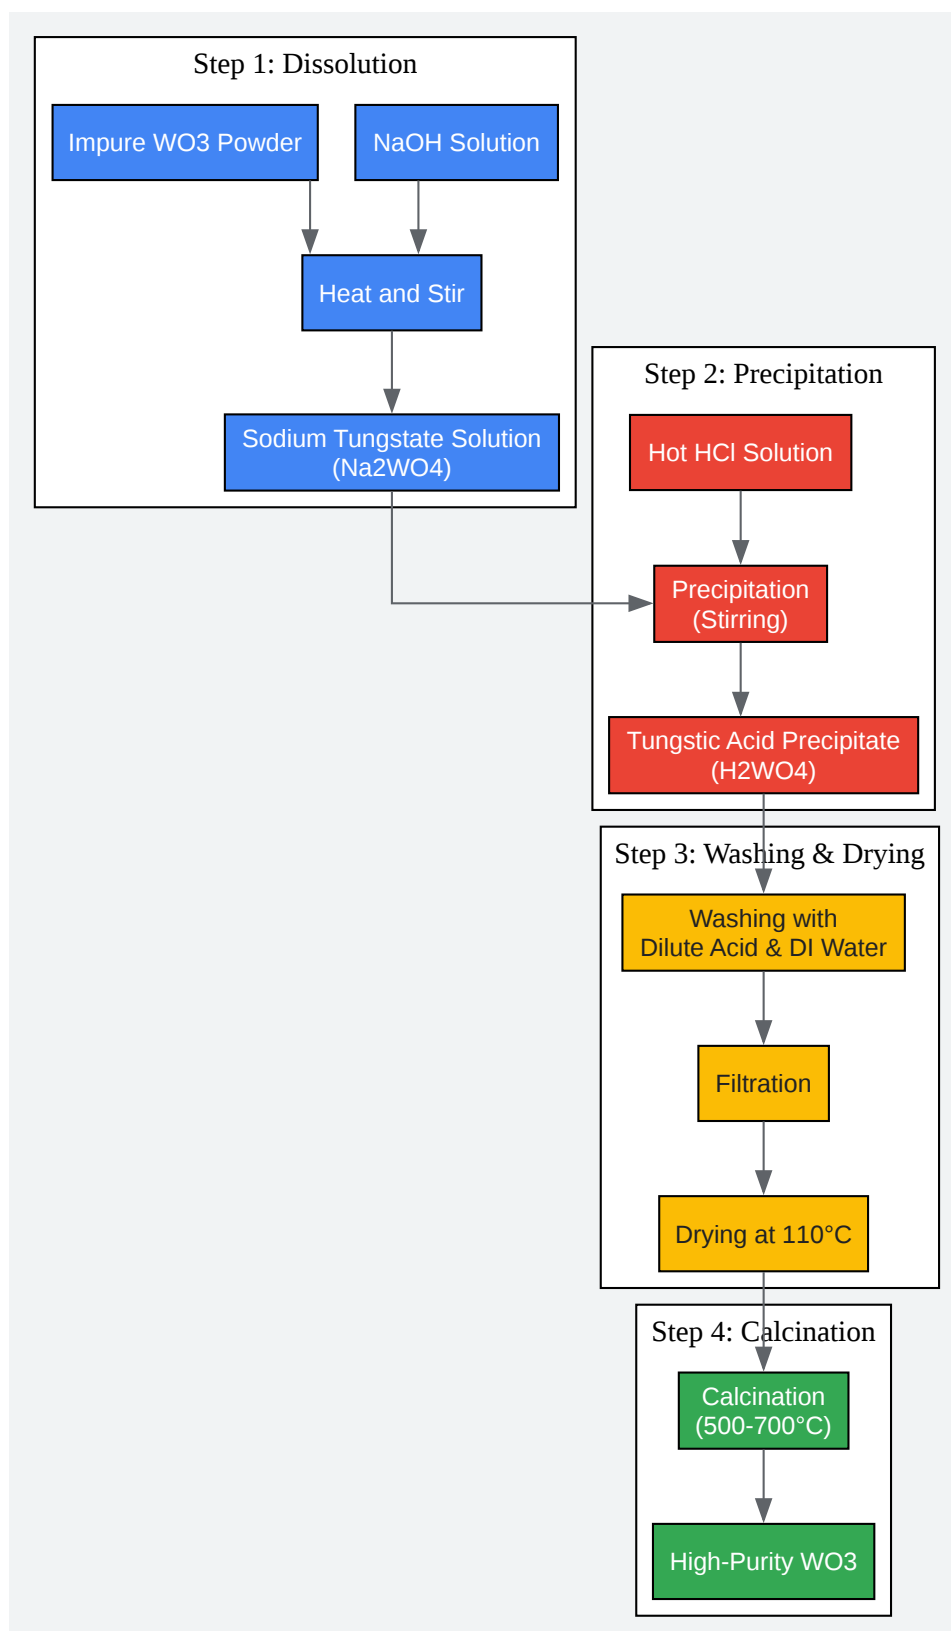 Step 1: Dissolution
Impure WO3 Powder
NaOH Solution
Heat and Stir
Sodium Tungstate Solution
(Na2WO4)
Step 2: Precipitation
Hot HCl Solution
Precipitation
(Stirring)
Tungstic Acid Precipitate
(H2WO4)
Step 3: Washing & Drying
Washing with
Dilute Acid & DI Water
Filtration
Drying at 110°C
Step 4: Calcination
Calcination
(500-700°C)
High-Purity WO3